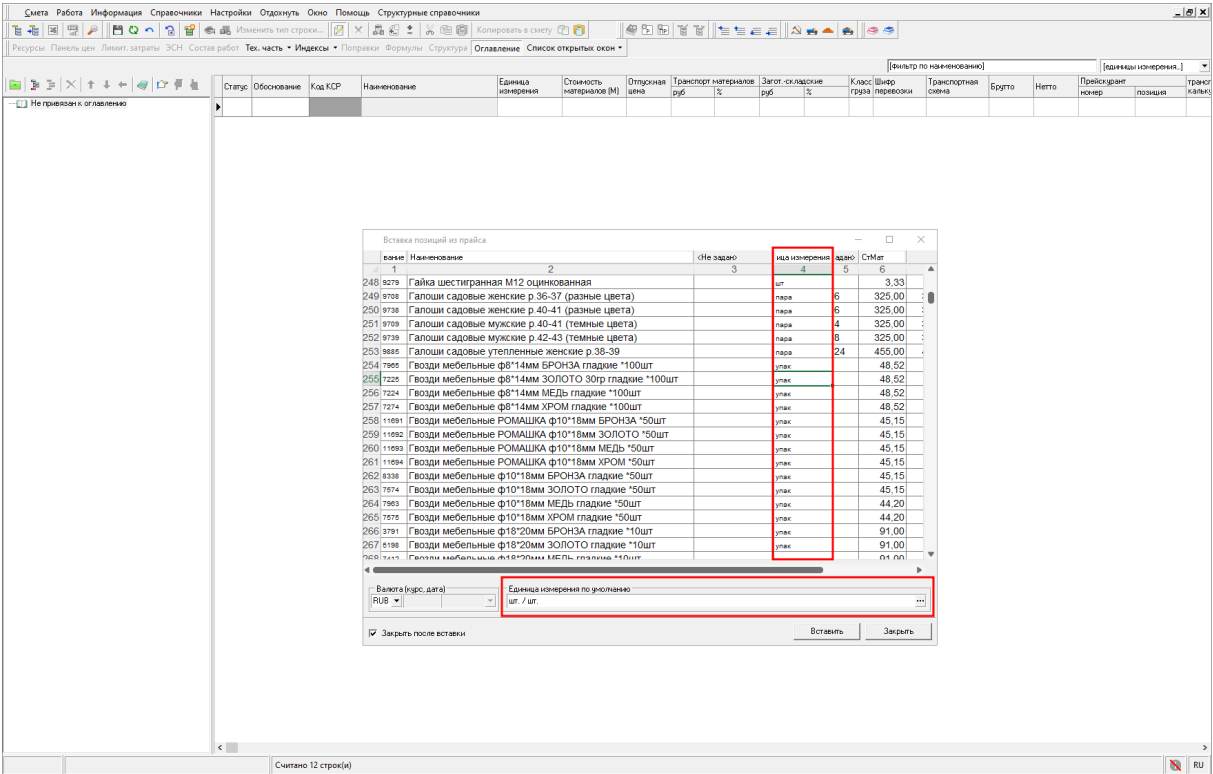 Смета Работа Информация Справочники Настройки Отдохнуть Окно Помощь Структурные справочники
Изменить тип строки... Копировать в смету
Ресурсы Панель цен Лимит. затраты ЗСН Состав работ Тех. часть Индексы Поправки Формулы Структура Оглавление Список открытых окон
[Фильтр по наименованию] [единицы измерения..]
Статус Обоснование Код КСР Наименование Единица измерения Стоимость материалов (М) Отпускная цена Транспорт материалов Загот.-складские Класс груза Шифр перевозки Транспортная схема Брутто Нетто Прейскурант
руб % руб % номер позиция
Не привязан к оглавлению
Вставка позиций из прайса
вание Наименование <Не задан> ица измерения адан> СтМат
1 2 3 4 5 6
248 9279 Гайка шестигранная М12 оцинкованная шт 3,33
249 9708 Галоши садовые женские р.36-37 (разные цвета) пара 6 325,00
250 9738 Галоши садовые женские р.40-41 (разные цвета) пара 6 325,00
251 9709 Галоши садовые мужские р.40-41 (темные цвета) пара 4 325,00
252 9739 Галоши садовые мужские р.42-43 (темные цвета) пара 8 325,00
253 9885 Галоши садовые утепленные женские р.38-39 пара 24 455,00
254 7965 Гвозди мебельные ф8*14мм БРОНЗА гладкие *100шт упак 48,52
255 7225 Гвозди мебельные ф8*14мм ЗОЛОТО 30гр гладкие *100шт упак 48,52
256 7224 Гвозди мебельные ф8*14мм МЕДЬ гладкие *100шт упак 48,52
257 7274 Гвозди мебельные ф8*14мм ХРОМ гладкие *100шт упак 48,52
258 11691 Гвозди мебельные РОМАШКА ф10*18мм БРОНЗА *50шт упак 45,15
259 11692 Гвозди мебельные РОМАШКА ф10*18мм ЗОЛОТО *50шт упак 45,15
260 11693 Гвозди мебельные РОМАШКА ф10*18мм МЕДЬ *50шт упак 45,15
261 11694 Гвозди мебельные РОМАШКА ф10*18мм ХРОМ *50шт упак 45,15
262 8338 Гвозди мебельные ф10*18мм БРОНЗА гладкие *50шт упак 45,15
263 7574 Гвозди мебельные ф10*18мм ЗОЛОТО гладкие *50шт упак 45,15
264 7963 Гвозди мебельные ф10*18мм МЕДЬ гладкие *50шт упак 44,20
265 7575 Гвозди мебельные ф10*18мм ХРОМ гладкие *50шт упак 44,20
266 3791 Гвозди мебельные ф18*20мм БРОНЗА гладкие *10шт упак 91,00
267 5198 Гвозди мебельные ф18*20мм ЗОЛОТО гладкие *10шт упак 91,00
268 7412 Гвозди мебельные ф18*20мм МЕДЬ гладкие *10шт 91,00
Валюта (курс, дата) Единица измерения по умолчанию
RUB шт. / шт.
Закрыть после вставки Вставить Закрыть
Считано 12 строк(и) RU